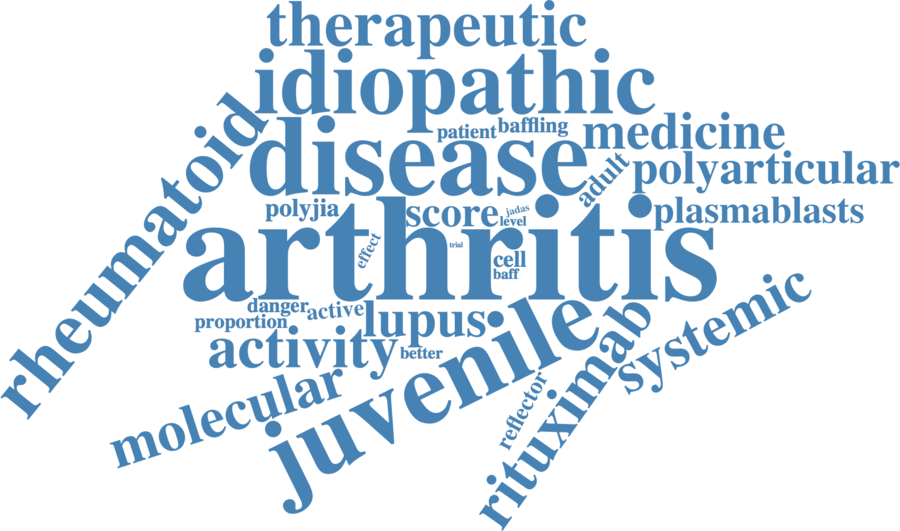 therapeutic
idiopathic
patient
baffling
disease
medicine
rheumatoid
adult
polyarticular
polyjia
score
jadas
level
plasmablasts
arthritis
effect
trial
cell
baff
danger
active
proportion
lupus
activity
better
systemic
juvenile
rituximab
molecular
reflector